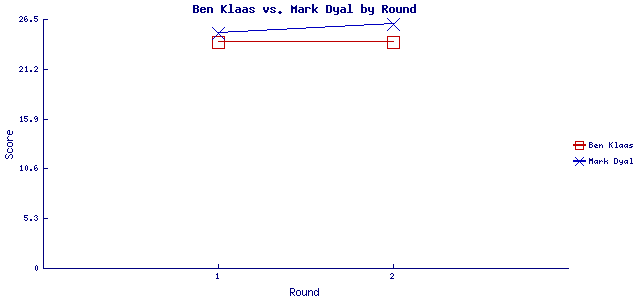 Ben Klaas vs. Mark Dyal by Round
26.5
21.2
15.9
10.6
5.3
0
Score
1 2
Round
Ben Klaas
Mark Dyal